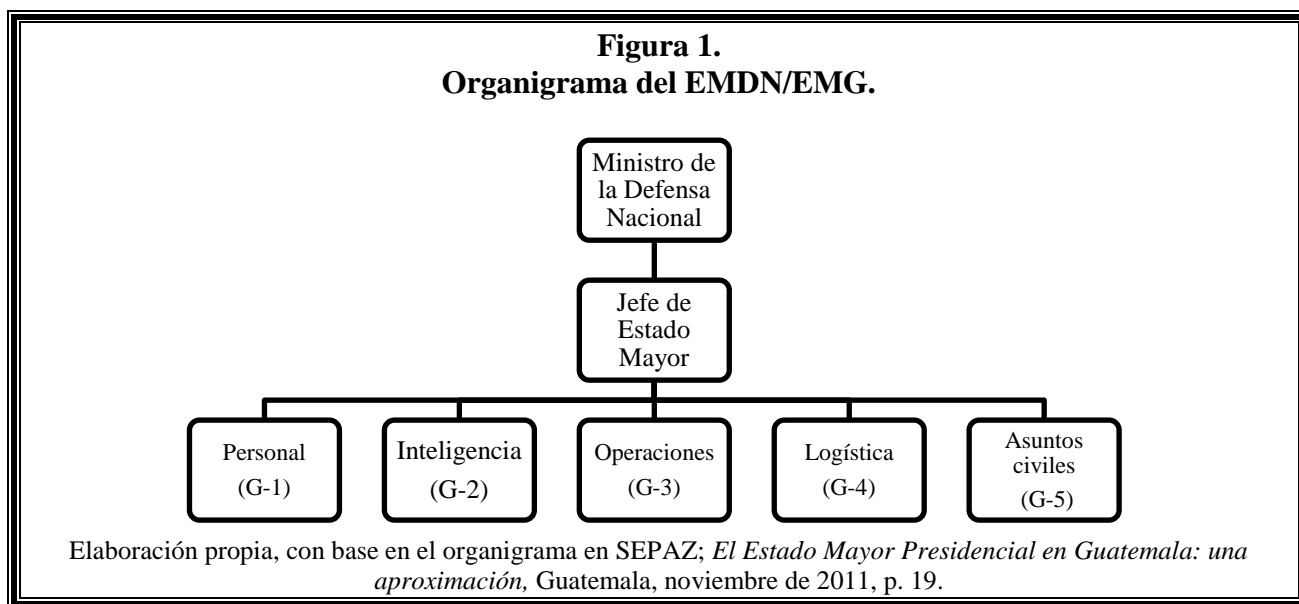 Figura 1.
Organigrama del EMDN/EMG.
Ministro de
la Defensa
Nacional
Jefe de
Estado
Mayor
Personal
(G-1)
Inteligencia
(G-2)
Operaciones
(G-3)
Logística
(G-4)
Asuntos
civiles
(G-5)
Elaboración propia, con base en el organigrama en SEPAZ; El Estado Mayor Presidencial en Guatemala: una
aproximación, Guatemala, noviembre de 2011, p. 19.